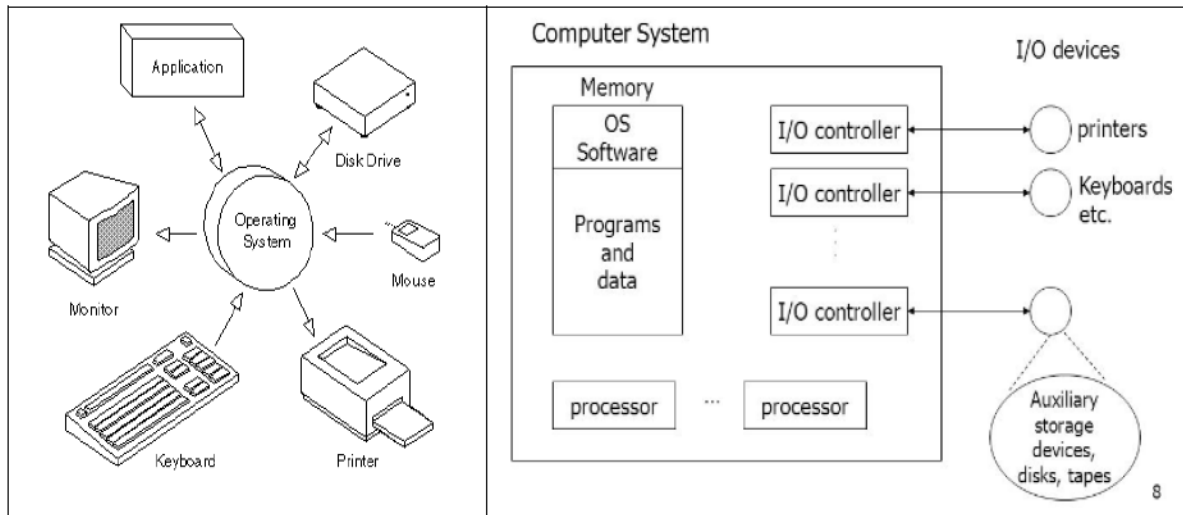 Application
Disk Drive
Operating
System
Monitor
Mouse
Keyboard
Printer
Computer System
I/O devices
Memory
OS
Software
Programs
and
data
I/O controller
I/O controller
I/O controller
printers
Keyboards
etc.
processor
...
processor
Auxiliary
storage
devices,
disks, tapes
8